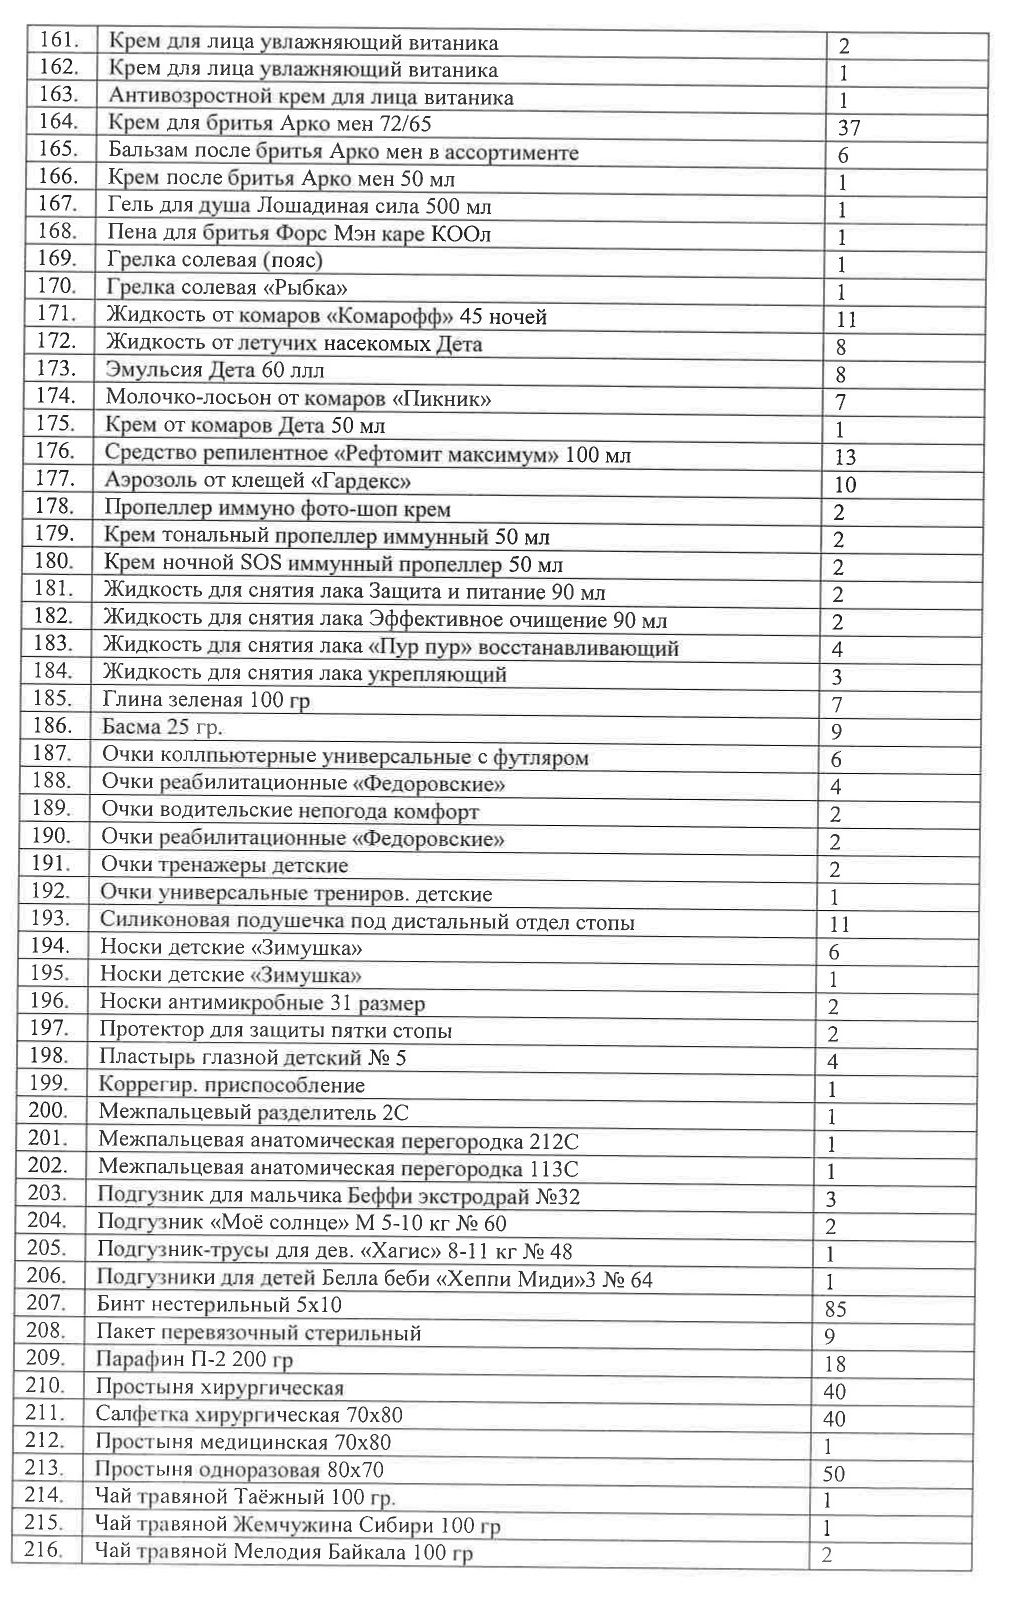 161. Крем для лица увлажняющий витаника 2
162. Крем для лица увлажняющий витаника 1
163. Антивозростной крем для лица витаника 1
164. Крем для бритья Арко мен 72/65 37
165. Бальзам после бритья Арко мен в ассортименте 6
166. Крем после бритья Арко мен 50 мл 1
167. Гель для душа Лошадиная сила 500 мл 1
168. Пена для бритья Форс Мэн каре КООл 1
169. Грелка солевая (пояс) 1
170. Грелка солевая «Рыбка» 1
171. Жидкость от комаров «Комарофф» 45 ночей 11
172. Жидкость от летучих насекомых Дета 8
173. Эмульсия Дета 60 ллл 8
174. Молочко-лосьон от комаров «Пикник» 7
175. Крем от комаров Дета 50 мл 1
176. Средство репилентное «Рефтомит максимум» 100 мл 13
177. Аэрозоль от клещей «Гардекс» 10
178. Пропеллер иммуно фото-шоп крем 2
179. Крем тональный пропеллер иммунный 50 мл 2
180. Крем ночной SOS иммунный пропеллер 50 мл 2
181. Жидкость для снятия лака Защита и питание 90 мл 2
182. Жидкость для снятия лака Эффективное очищение 90 мл 2
183. Жидкость для снятия лака «Пур пур» восстанавливающий 4
184. Жидкость для снятия лака укрепляющий 3
185. Глина зеленая 100 гр 7
186. Басма 25 гр. 9
187. Очки коллпьютерные универсальные с футляром 6
188. Очки реабилитационные «Федоровские» 4
189. Очки водительские непогода комфорт 2
190. Очки реабилитационные «Федоровские» 2
191. Очки тренажеры детские 2
192. Очки универсальные трениров. детские 1
193. Силиконовая подушечка под дистальный отдел стопы 11
194. Носки детские «Зимушка» 6
195. Носки детские «Зимушка» 1
196. Носки антимикробные 31 размер 2
197. Протектор для защиты пятки стопы 2
198. Пластырь глазной детский № 5 4
199. Коррегир. приспособление 1
200. Межпальцевый разделитель 2С 1
201. Межпальцевая анатомическая перегородка 212С 1
202. Межпальцевая анатомическая перегородка 113С 1
203. Подгузник для мальчика Беффи экстродрай №32 3
204. Подгузник «Моё солнце» М 5-10 кг № 60 2
205. Подгузник-трусы для дев. «Хагис» 8-11 кг № 48 1
206. Подгузники для детей Белла беби «Хеппи Миди»3 № 64 1
207. Бинт нестерильный 5х10 85
208. Пакет перевязочный стерильный 9
209. Парафин П-2 200 гр 18
210. Простыня хирургическая 40
211. Салфетка хирургическая 70х80 40
212. Простыня медицинская 70х80 1
213. Простыня одноразовая 80х70 50
214. Чай травяной Таёжный 100 гр. 1
215. Чай травяной Жемчужина Сибири 100 гр 1
216. Чай травяной Мелодия Байкала 100 гр 2